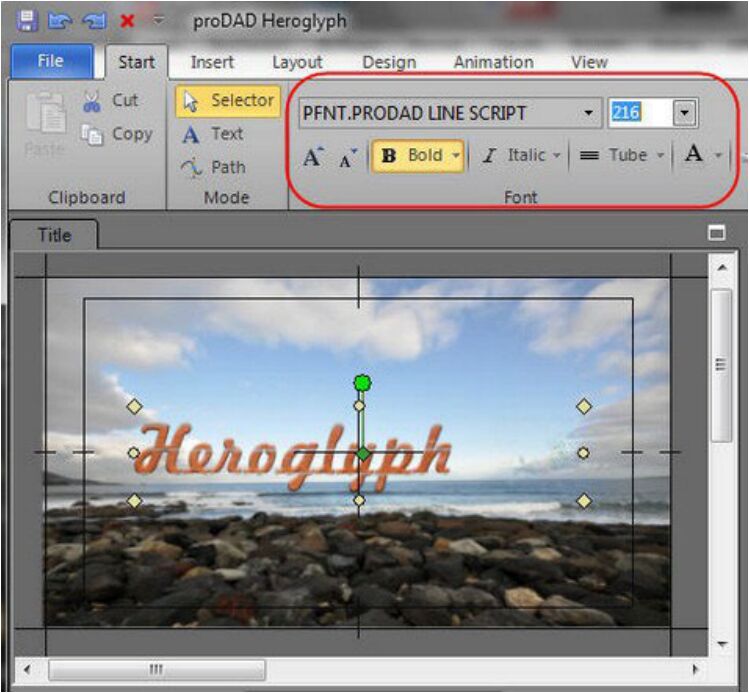 proDAD Heroglyph
File Start Insert Layout Design Animation View
Cut Selector PFNT.PRODAD LINE SCRIPT 216
Copy Text
Paste Path A A B Bold I Italic Tube A
Clipboard Mode Font
Title
Heroglyph